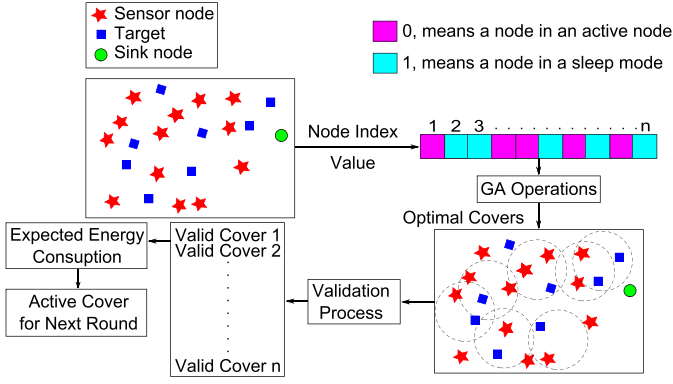 Sensor node
Target
Sink node
0, means a node in an active node
1, means a node in a sleep mode
Node Index
Value
1 2 3 . . . . . . . . . . . . . n
GA Operations
Optimal Covers
Validation
Process
Valid Cover 1
Valid Cover 2
Valid Cover n
Expected Energy
Consuption
Active Cover
for Next Round